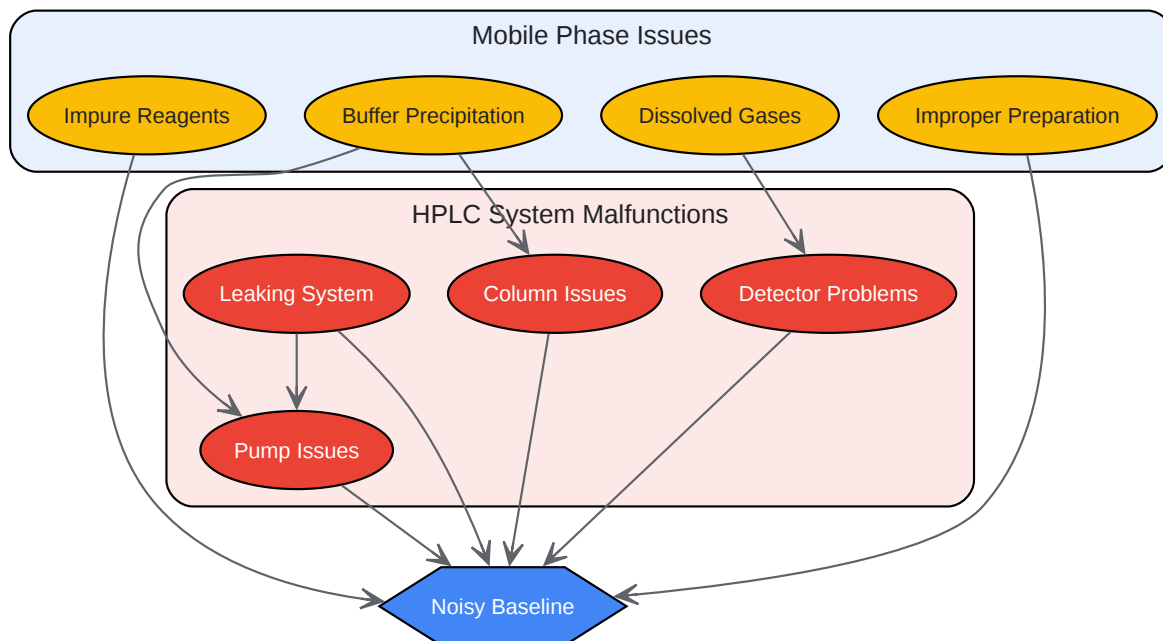 Mobile Phase Issues
Impure Reagents
Buffer Precipitation
Dissolved Gases
Improper Preparation
HPLC System Malfunctions
Leaking System
Column Issues
Detector Problems
Pump Issues
Noisy Baseline